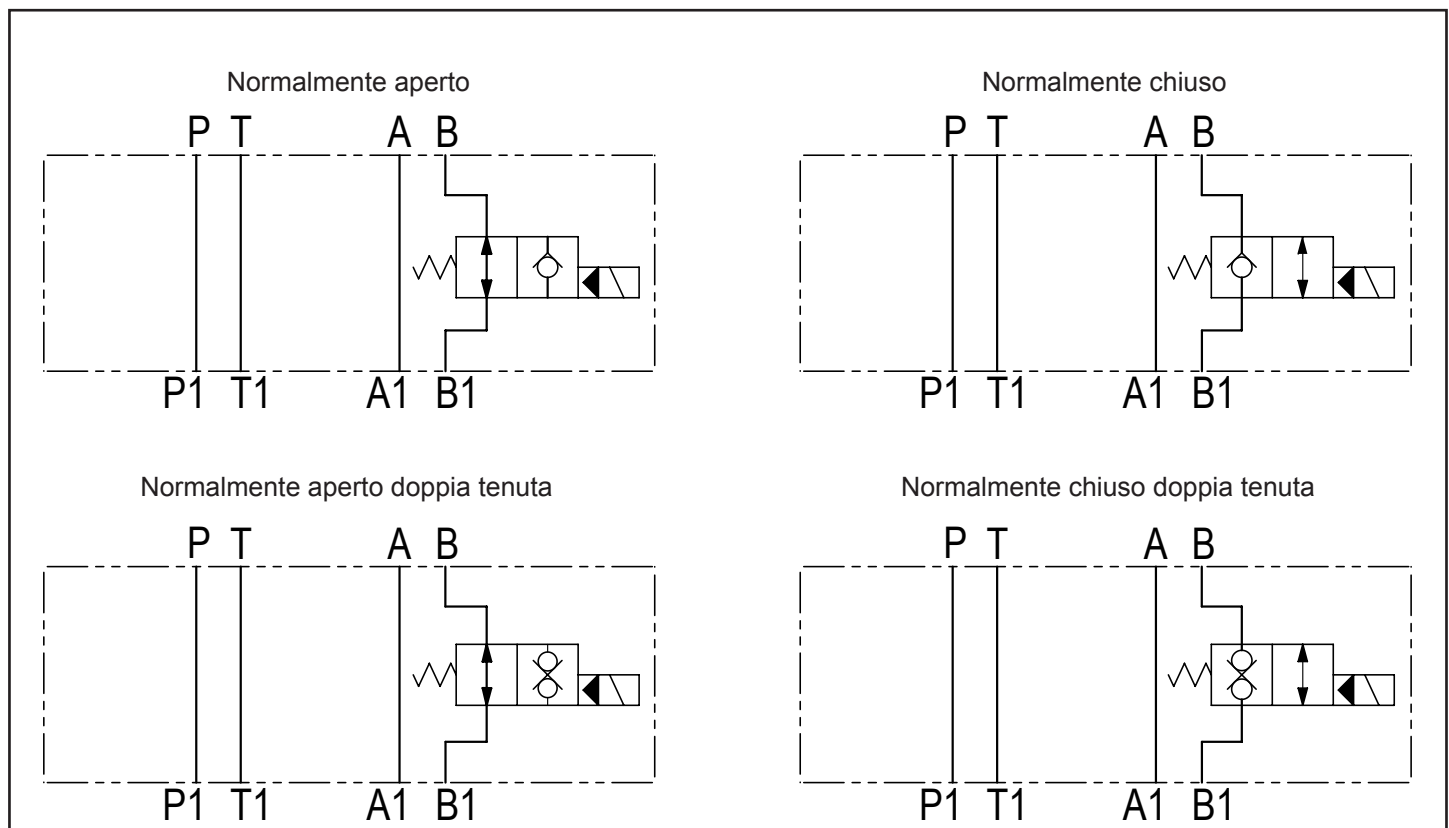 Normalmente aperto
P T A B
P1 T1 A1 B1
Normalmente chiuso
P T A B
P1 T1 A1 B1
Normalmente aperto doppia tenuta
P T A B
P1 T1 A1 B1
Normalmente chiuso doppia tenuta
P T A B
P1 T1 A1 B1